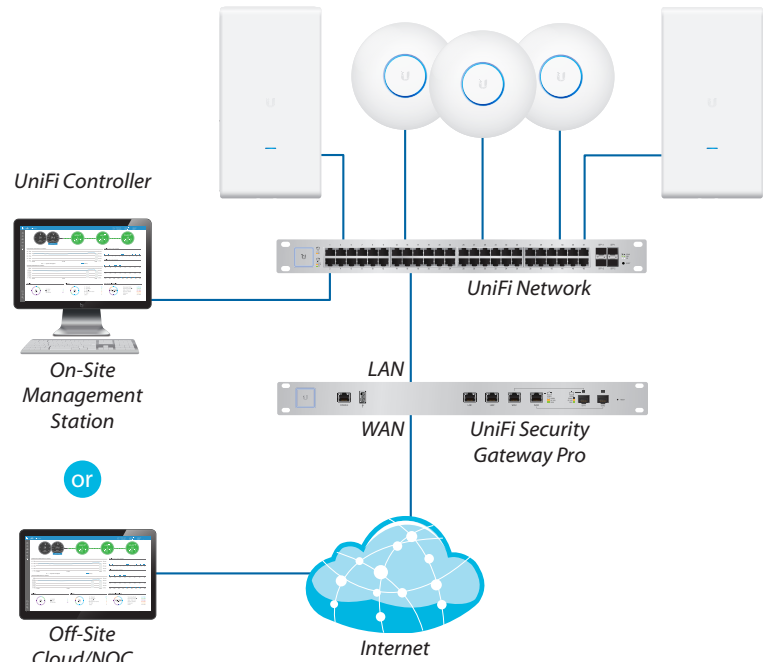 UniFi Controller
On-Site
Management
Station
or
Off-Site
Cloud/NOC
UniFi Network
LAN
WAN
UniFi Security
Gateway Pro
Internet